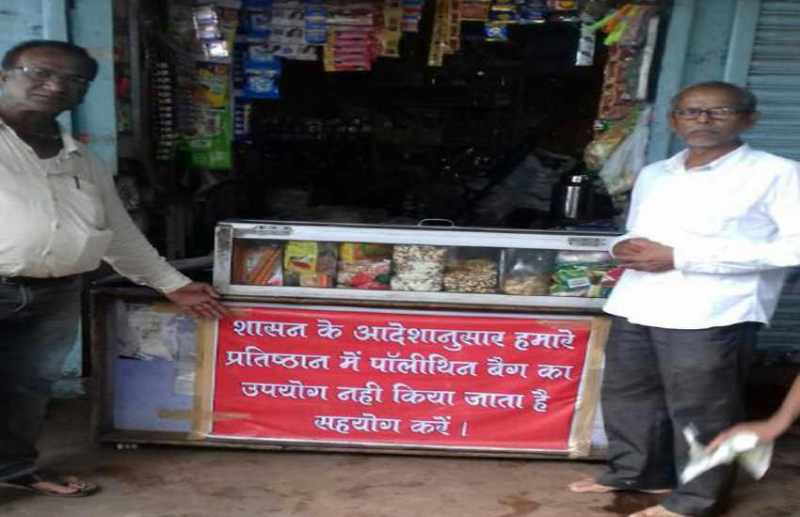 शासन के आदेशानुसार हमारे
प्रतिष्ठान में पॉलीथिन बैग का
उपयोग नही किया जाता है
सहयोग करें ।